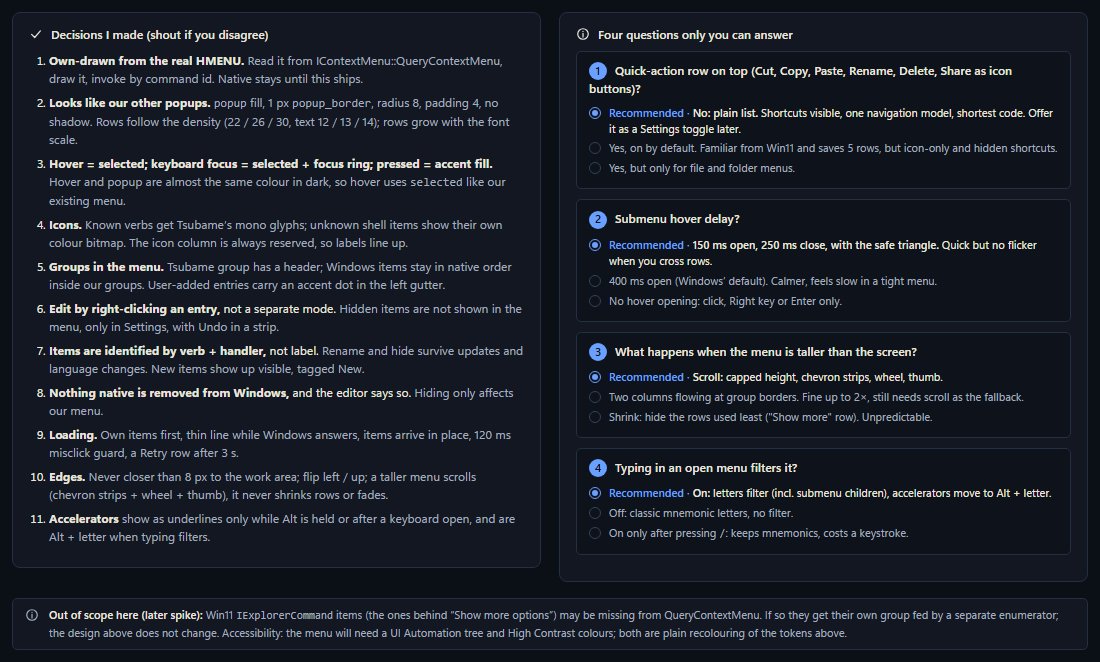 Decisions I made (shout if you disagree)
1. Own-drawn from the real HMENU. Read it from IContextMenu::QueryContextMenu,
draw it, invoke by command id. Native stays until this ships.
2. Looks like our other popups. popup fill, 1 px popup_border, radius 8, padding 4, no
shadow. Rows follow the density (22 / 26 / 30, text 12 / 13 / 14); rows grow with the font
scale.
3. Hover = selected; keyboard focus = selected + focus ring; pressed = accent fill.
Hover and popup are almost the same colour in dark, so hover uses selected like our
existing menu.
4. Icons. Known verbs get Tsubame's mono glyphs; unknown shell items show their own
colour bitmap. The icon column is always reserved, so labels line up.
5. Groups in the menu. Tsubame group has a header; Windows items stay in native order
inside our groups. User-added entries carry an accent dot in the left gutter.
6. Edit by right-clicking an entry, not a separate mode. Hidden items are not shown in the
menu, only in Settings, with Undo in a strip.
7. Items are identified by verb + handler, not label. Rename and hide survive updates and
language changes. New items show up visible, tagged New.
8. Nothing native is removed from Windows, and the editor says so. Hiding only affects
our menu.
9. Loading. Own items first, thin line while Windows answers, items arrive in place, 120 ms
misclick guard, a Retry row after 3 s.
10. Edges. Never closer than 8 px to the work area; flip left / up; a taller menu scrolls
(chevron strips + wheel + thumb), it never shrinks rows or fades.
11. Accelerators show as underlines only while Alt is held or after a keyboard open, and are
Alt + letter when typing filters.
Four questions only you can answer
1 Quick-action row on top (Cut, Copy, Paste, Rename, Delete, Share as icon
buttons)?
Recommended · No: plain list. Shortcuts visible, one navigation model, shortest code. Offer
it as a Settings toggle later.
Yes, on by default. Familiar from Win11 and saves 5 rows, but icon-only and hidden shortcuts.
Yes, but only for file and folder menus.
2 Submenu hover delay?
Recommended · 150 ms open, 250 ms close, with the safe triangle. Quick but no flicker
when you cross rows.
400 ms open (Windows' default). Calmer, feels slow in a tight menu.
No hover opening: click, Right key or Enter only.
3 What happens when the menu is taller than the screen?
Recommended · Scroll: capped height, chevron strips, wheel, thumb.
Two columns flowing at group borders. Fine up to 2×, still needs scroll as the fallback.
Shrink: hide the rows used least ("Show more" row). Unpredictable.
4 Typing in an open menu filters it?
Recommended · On: letters filter (incl. submenu children), accelerators move to Alt + letter.
Off: classic mnemonic letters, no filter.
On only after pressing /: keeps mnemonics, costs a keystroke.
Out of scope here (later spike): Win11 IExplorerCommand items (the ones behind "Show more options") may be missing from QueryContextMenu. If so they get their own group fed by a separate enumerator;
the design above does not change. Accessibility: the menu will need a UI Automation tree and High Contrast colours; both are plain recolouring of the tokens above.